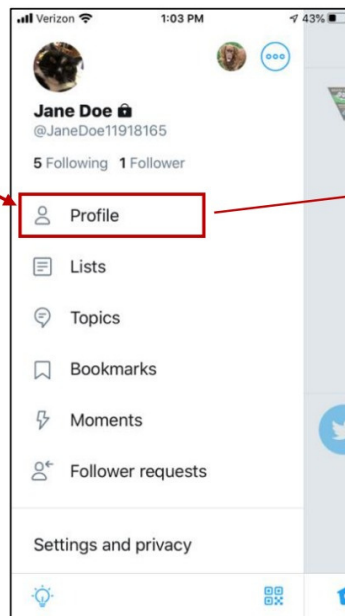 Verizon 1:03 PM 43%
Jane Doe
@JaneDoe11918165
5 Following 1 Follower
Profile
Lists
Topics
Bookmarks
Moments
Follower requests
Settings and privacy